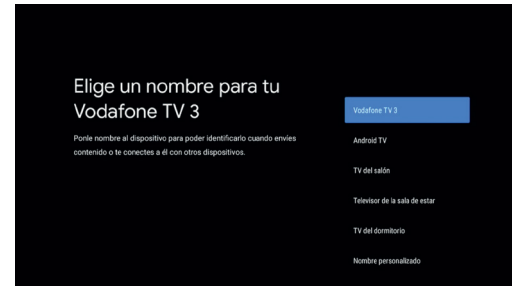 Elige un nombre para tu
Vodafone TV 3
Ponle nombre al dispositivo para poder identificarlo cuando envíes
contenido o te conectes a él con otros dispositivos.
Vodafone TV 3
Android TV
TV del salón
Televisor de la sala de estar
TV del dormitorio
Nombre personalizado